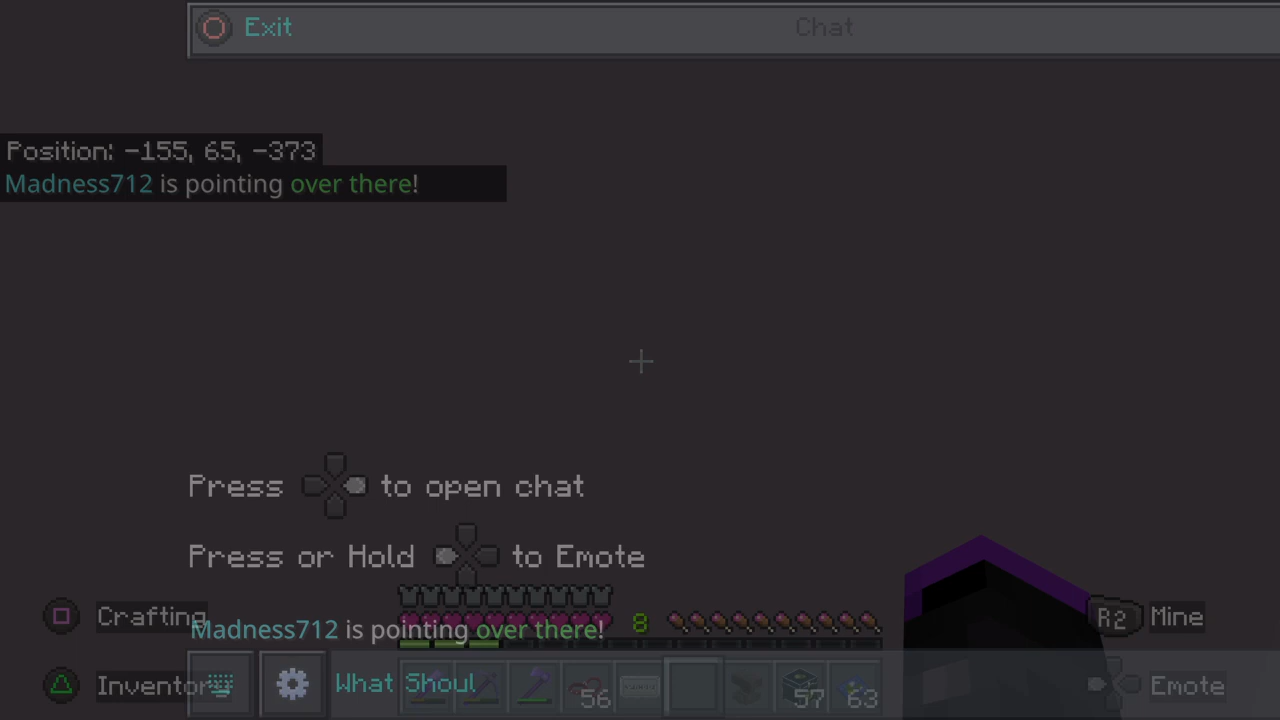 Exit
Chat
Position: -155, 65, -373
Madness712 is pointing over there!
Press to open chat
Press or Hold to Emote
Crafting
8
R2 Mine
Madness712 is pointing over there!
Inventory
What Shoul
56
57
63
Emote